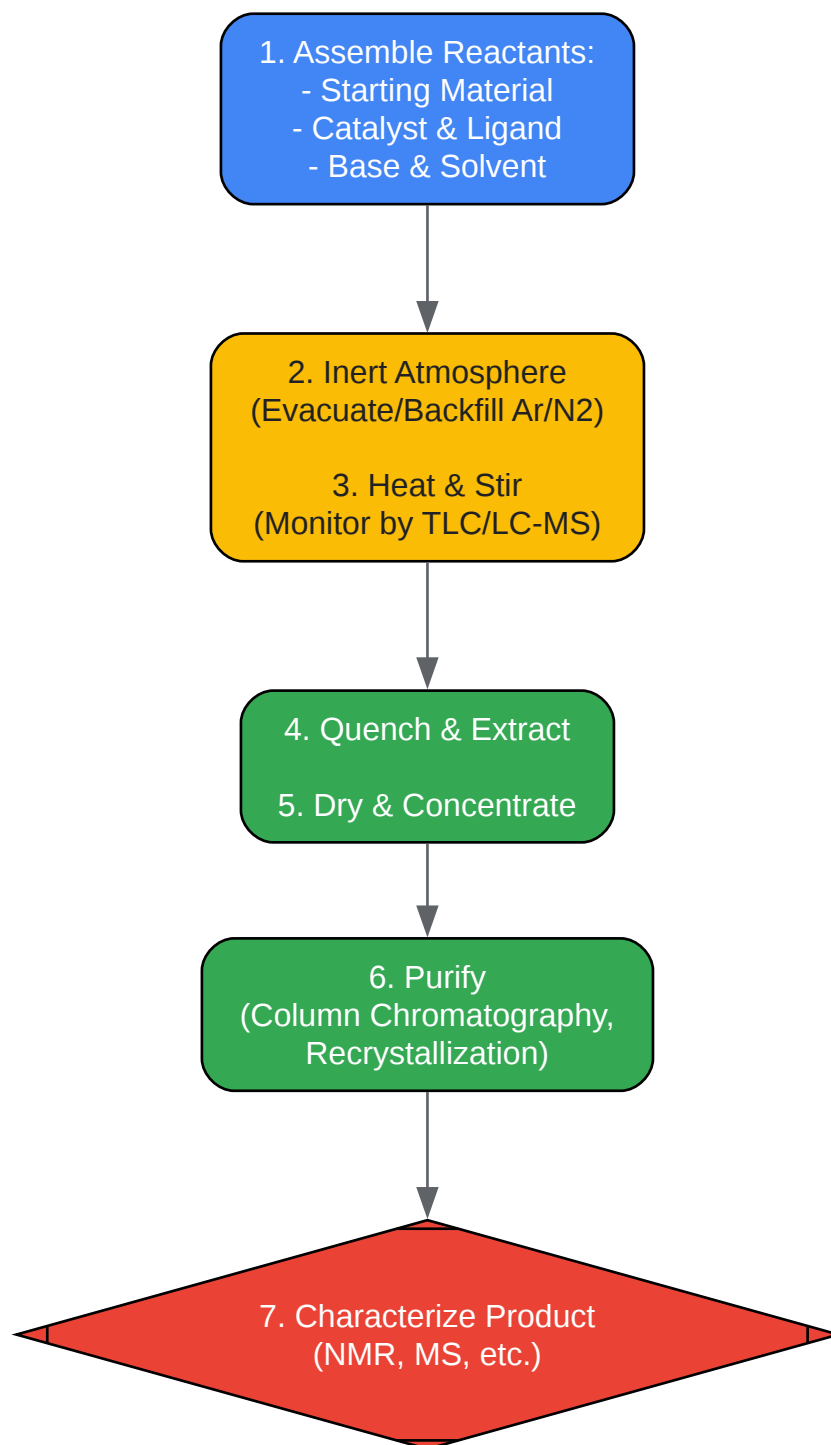 1. Assemble Reactants:
- Starting Material
- Catalyst & Ligand
- Base & Solvent
2. Inert Atmosphere
(Evacuate/Backfill Ar/N2)
3. Heat & Stir
(Monitor by TLC/LC-MS)
4. Quench & Extract
5. Dry & Concentrate
6. Purify
(Column Chromatography,
Recrystallization)
7. Characterize Product
(NMR, MS, etc.)